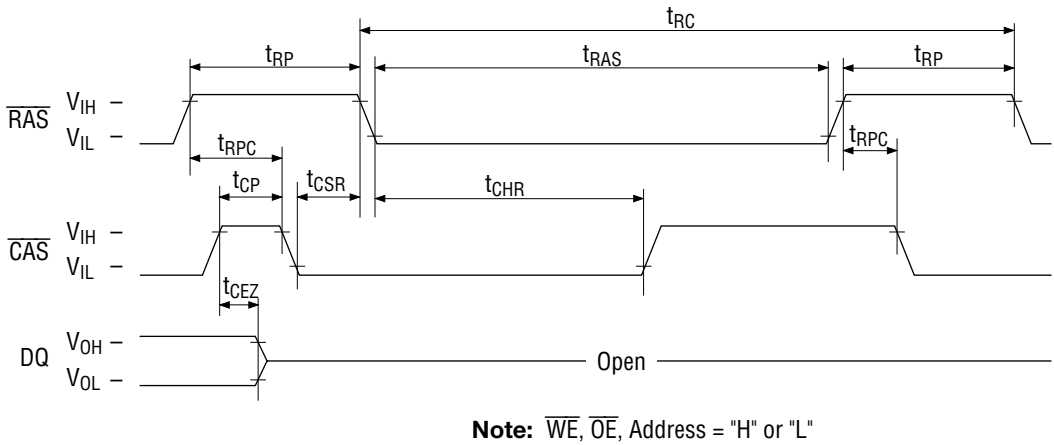 tRC
tRP tRAS tRP
RAS VIH –
VIL –
tRPC tRPC
tCP tCSR tCHR
CAS VIH –
VIL –
tCEZ
DQ VOH –
VOL –
Open
Note: WE, OE, Address = "H" or "L"